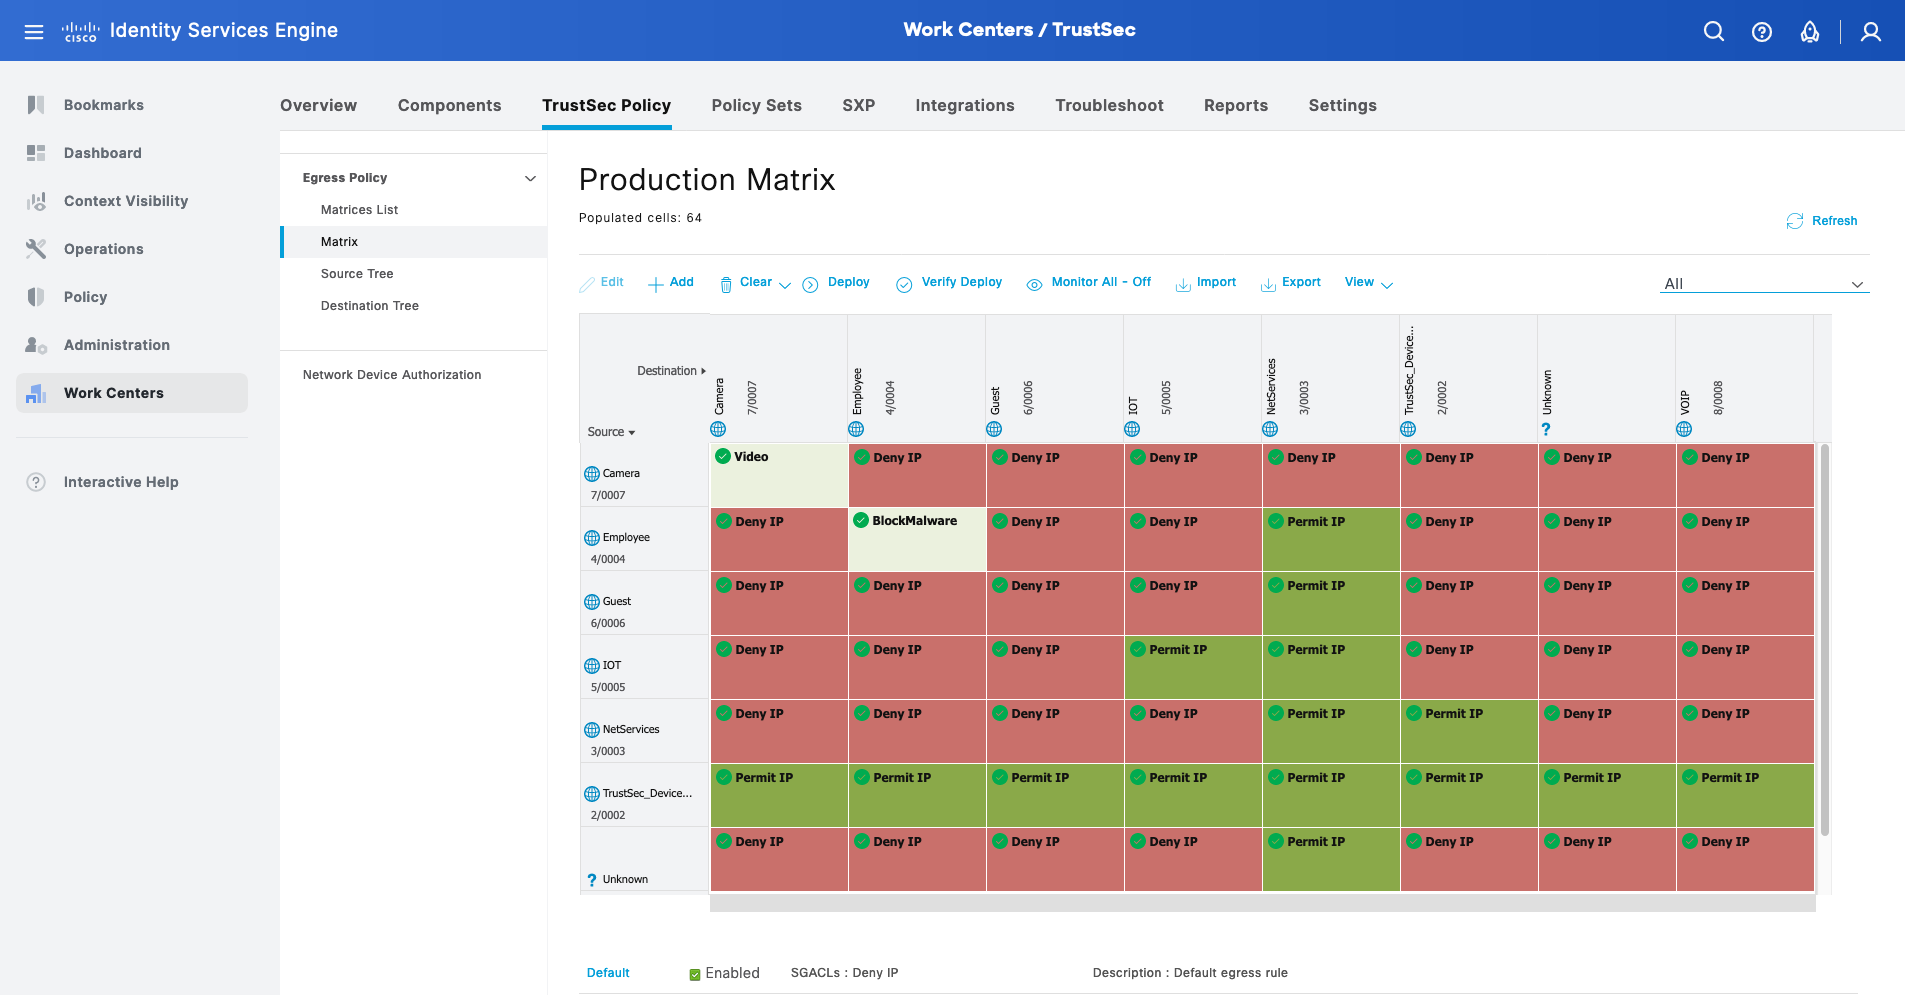 CISCO Identity Services Engine
Work Centers / TrustSec
Bookmarks
Dashboard
Context Visibility
Operations
Policy
Administration
Work Centers
Interactive Help
Overview Components TrustSec Policy Policy Sets SXP Integrations Troubleshoot Reports Settings
Egress Policy
Matrices List
Matrix
Source Tree
Destination Tree
Network Device Authorization
Production Matrix
Populated cells: 64
Refresh
Edit Add Clear Deploy Verify Deploy Monitor All - Off Import Export View All
Destination
Source
Camera 7/0007
Employee 4/0004
Guest 6/0006
IOT 5/0005
NetServices 3/0003
TrustSec_Device... 2/0002
Unknown
VOIP 8/0008
Camera
7/0007
Video Deny IP Deny IP Deny IP Deny IP Deny IP Deny IP Deny IP
Employee
4/0004
Deny IP BlockMalware Deny IP Deny IP Permit IP Deny IP Deny IP Deny IP
Guest
6/0006
Deny IP Deny IP Deny IP Deny IP Permit IP Deny IP Deny IP Deny IP
IOT
5/0005
Deny IP Deny IP Deny IP Permit IP Permit IP Deny IP Deny IP Deny IP
NetServices
3/0003
Deny IP Deny IP Deny IP Deny IP Permit IP Permit IP Deny IP Deny IP
TrustSec_Device...
2/0002
Permit IP Permit IP Permit IP Permit IP Permit IP Permit IP Permit IP Permit IP
Unknown
Deny IP Deny IP Deny IP Deny IP Permit IP Deny IP Deny IP Deny IP
Default Enabled SGACLs : Deny IP Description : Default egress rule